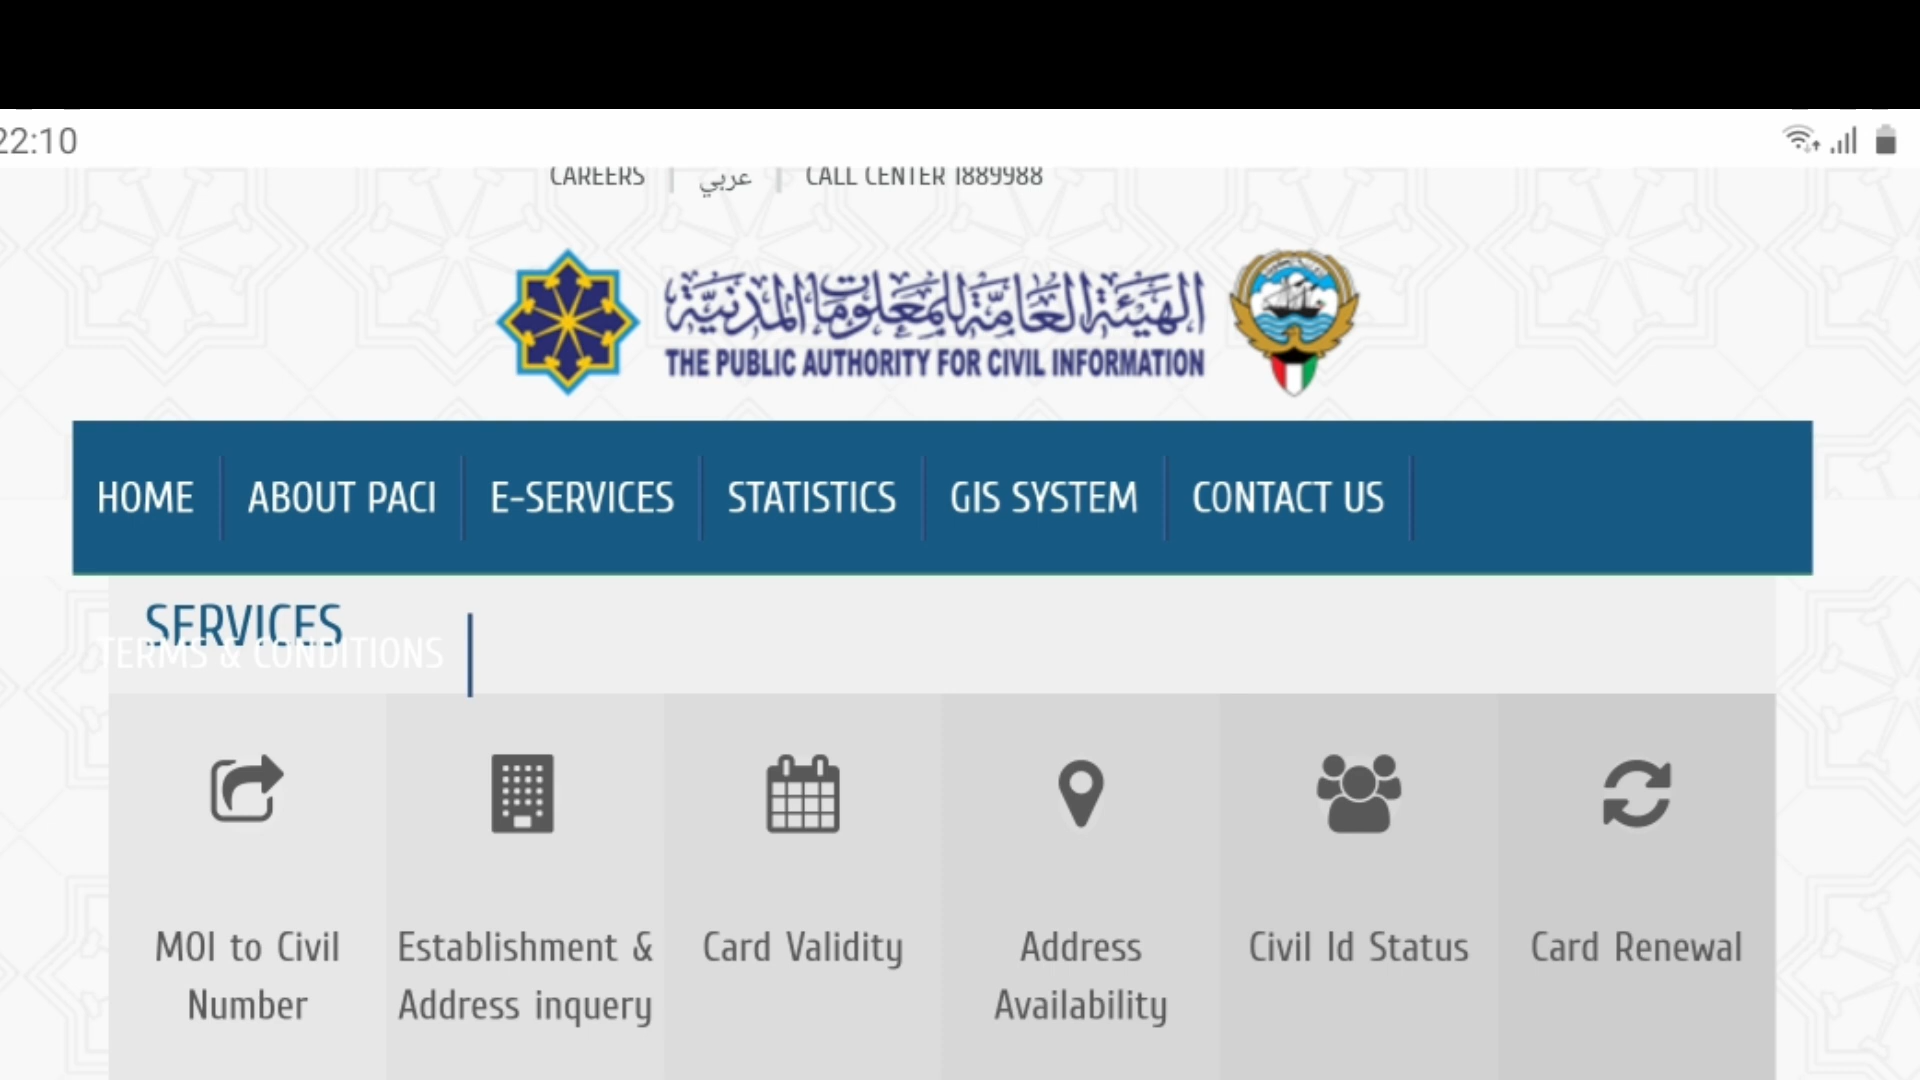 22:10
CAREERS | عربي | CALL CENTER 1889988
الهيئة العامة للمعلومات المدنية
THE PUBLIC AUTHORITY FOR CIVIL INFORMATION
HOME ABOUT PACI E-SERVICES STATISTICS GIS SYSTEM CONTACT US
SERVICES
TERMS & CONDITIONS
MOI to Civil Number
Establishment & Address inquery
Card Validity
Address Availability
Civil Id Status
Card Renewal